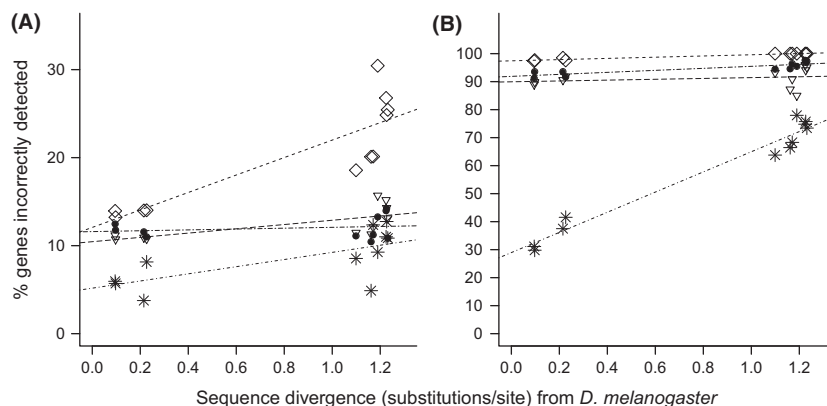 (A)
(B)
% genes incorrectly detected
30
20
10
0
0.0 0.2 0.4 0.6 0.8 1.0 1.2
100
90
80
70
60
50
40
30
20
10
0
0.0 0.2 0.4 0.6 0.8 1.0 1.2
Sequence divergence (substitutions/site) from D. melanogaster